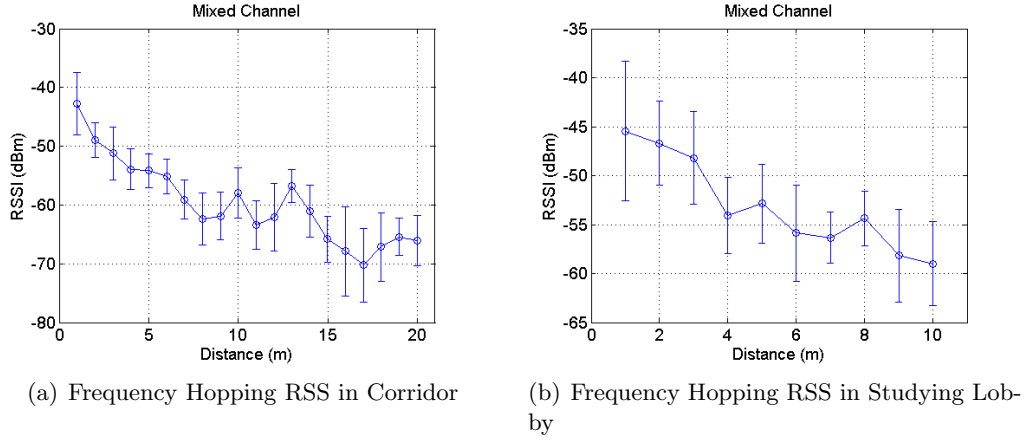 Mixed Channel
-30
-40
-50
-60
-70
-80
RSSI (dBm)
0 5 10 15 20
Distance (m)
(a) Frequency Hopping RSS in Corridor
Mixed Channel
-35
-40
-45
-50
-55
-60
-65
RSSI (dBm)
0 2 4 6 8 10
Distance (m)
(b) Frequency Hopping RSS in Studying Lob-
by